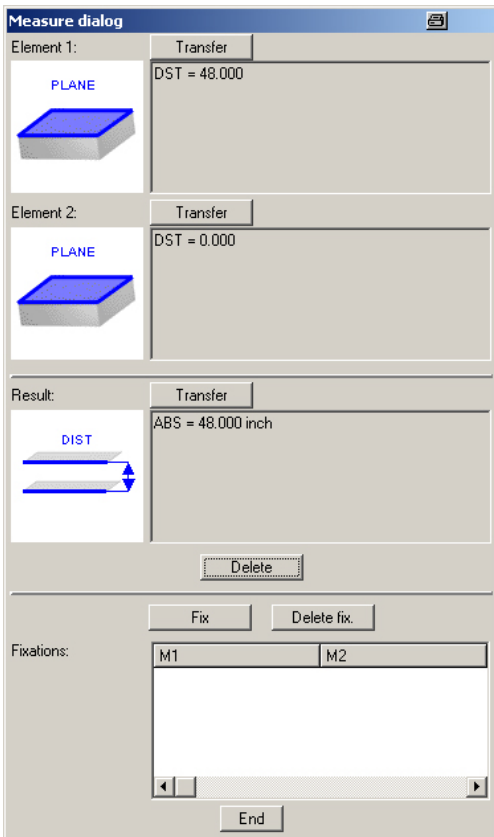 Measure dialog
Element 1:
Transfer
PLANE
DST = 48.000
Element 2:
Transfer
PLANE
DST = 0.000
Result:
Transfer
DIST
ABS = 48.000 inch
Delete
Fix
Delete fix.
Fixations:
M1
M2
End